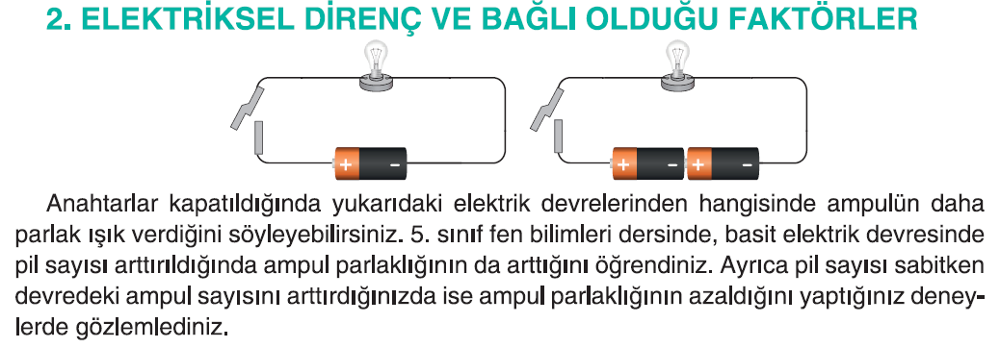 2. ELEKTRİKSEL DİRENÇ VE BAĞLI OLDUĞU FAKTÖRLER
+ - + - + -
Anahtarlar kapatıldığında yukarıdaki elektrik devrelerinden hangisinde ampulün daha
parlak ışık verdiğini söyleyebilirsiniz. 5. sınıf fen bilimleri dersinde, basit elektrik devresinde
pil sayısı arttırıldığında ampul parlaklığının da arttığını öğrendiniz. Ayrıca pil sayısı sabitken
devredeki ampul sayısını arttırdığınızda ise ampul parlaklığının azaldığını yaptığınız deney-
lerde gözlemlediniz.